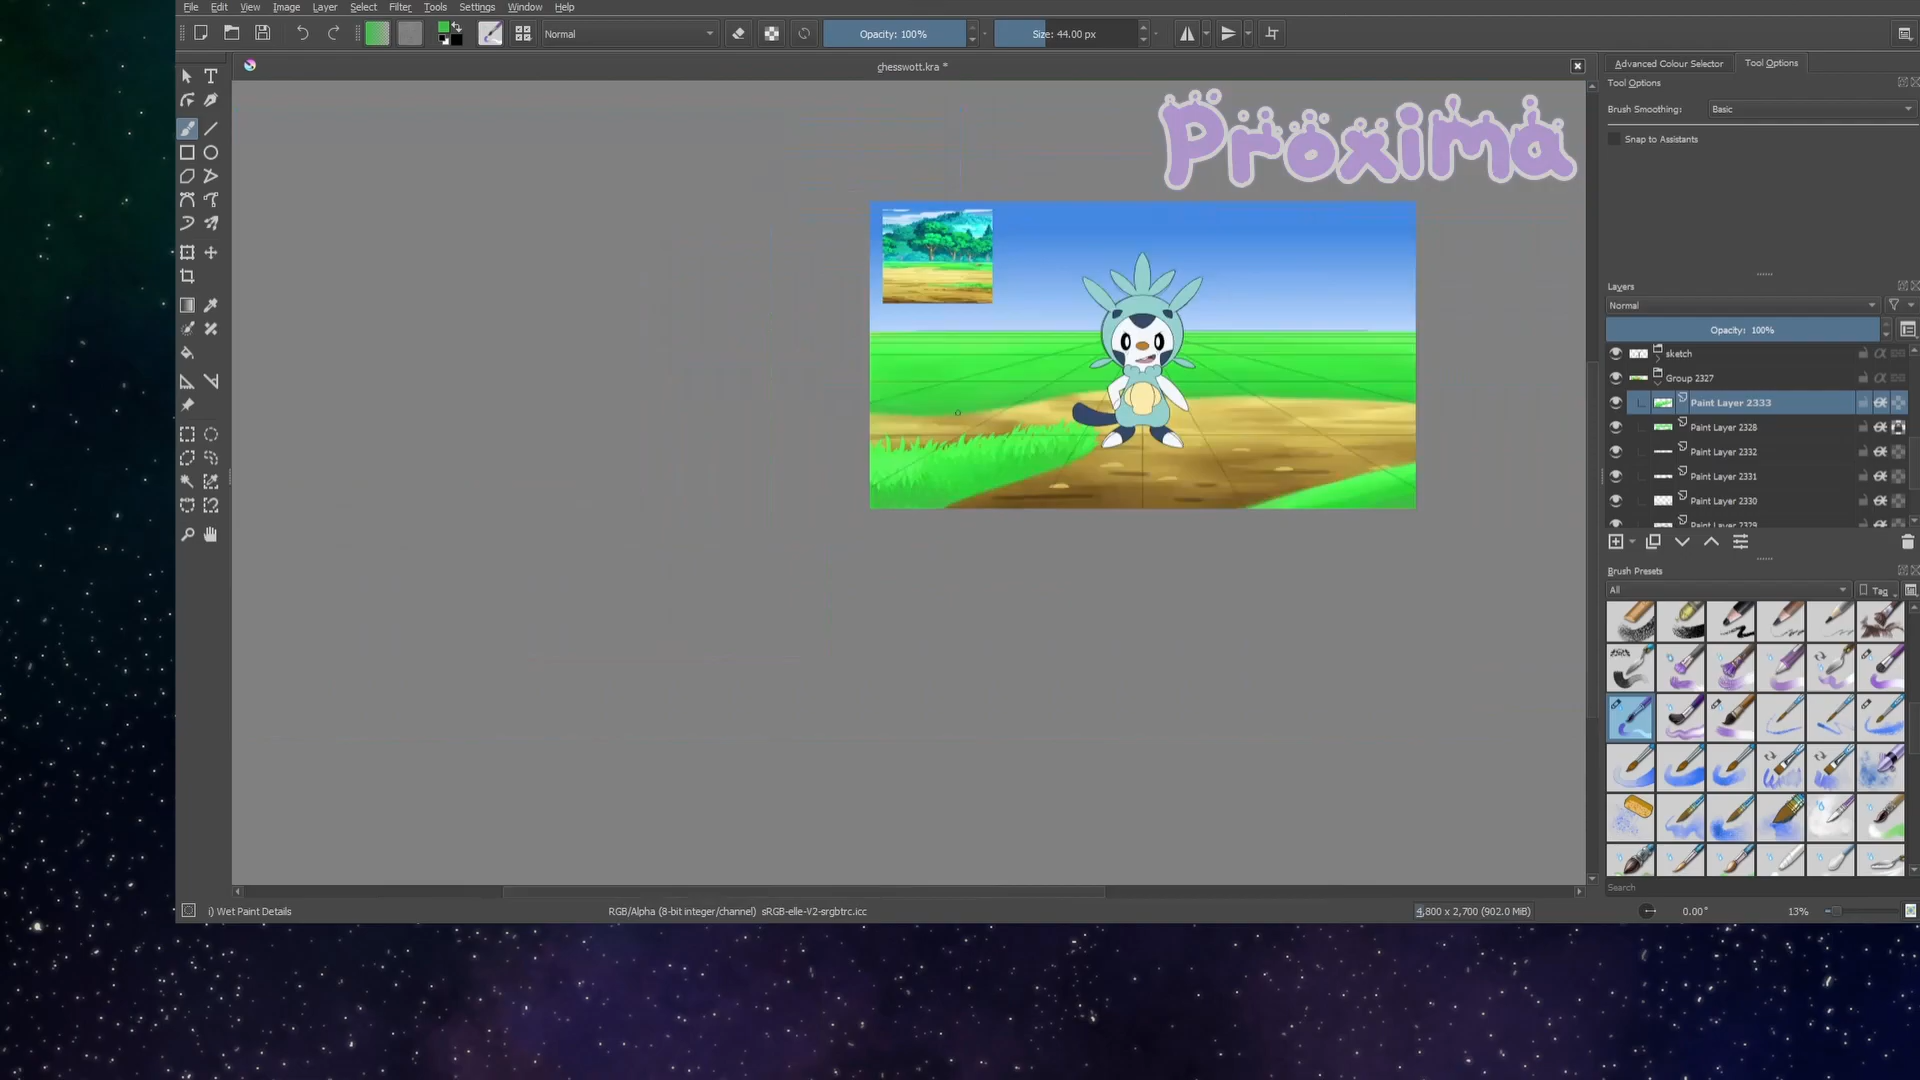 File Edit View Image Layer Select Filter Tools Settings Window Help
Normal Opacity: 100% Size: 44.00 px
chesswott.kra *
Advanced Colour Selector Tool Options
Tool Options
Brush Smoothing: Basic
Snap to Assistants
Proxima
Layers
Normal
Opacity: 100%
sketch
Group 2327
Paint Layer 2333
Paint Layer 2328
Paint Layer 2332
Paint Layer 2331
Paint Layer 2330
Paint Layer 2329
Brush Presets
All Tag
Search
i) Wet Paint Details RGB/Alpha (8-bit integer/channel) sRGB-elle-V2-srgbtrc.icc 4,800 x 2,700 (902.0 MiB) 0.00° 13%